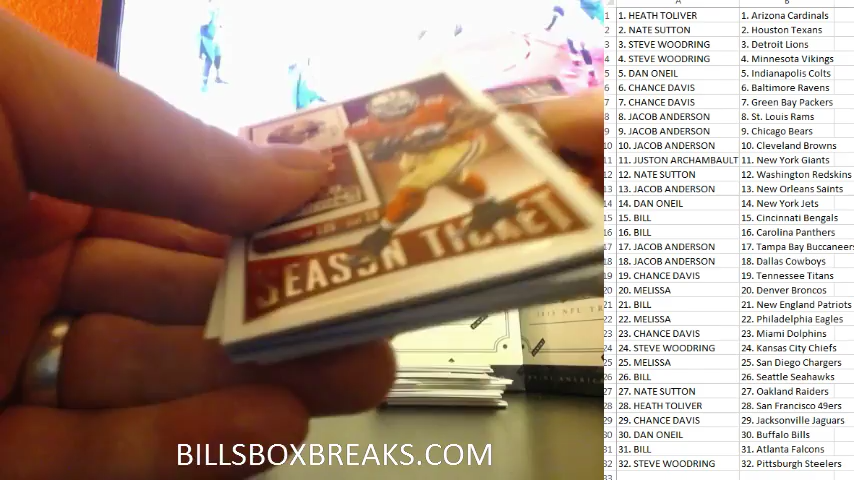 SEASON TICKET
BILLSBOXBREAKS.COM
1. HEATH TOLIVER 1. Arizona Cardinals
2. NATE SUTTON 2. Houston Texans
3. STEVE WOODRING 3. Detroit Lions
4. STEVE WOODRING 4. Minnesota Vikings
5. DAN ONEIL 5. Indianapolis Colts
6. CHANCE DAVIS 6. Baltimore Ravens
7. CHANCE DAVIS 7. Green Bay Packers
8. JACOB ANDERSON 8. St. Louis Rams
9. JACOB ANDERSON 9. Chicago Bears
10. JACOB ANDERSON 10. Cleveland Browns
11. JUSTON ARCHAMBAULT 11. New York Giants
12. NATE SUTTON 12. Washington Redskins
13. JACOB ANDERSON 13. New Orleans Saints
14. DAN ONEIL 14. New York Jets
15. BILL 15. Cincinnati Bengals
16. BILL 16. Carolina Panthers
17. JACOB ANDERSON 17. Tampa Bay Buccaneers
18. JACOB ANDERSON 18. Dallas Cowboys
19. CHANCE DAVIS 19. Tennessee Titans
20. MELISSA 20. Denver Broncos
21. BILL 21. New England Patriots
22. MELISSA 22. Philadelphia Eagles
23. CHANCE DAVIS 23. Miami Dolphins
24. STEVE WOODRING 24. Kansas City Chiefs
25. MELISSA 25. San Diego Chargers
26. BILL 26. Seattle Seahawks
27. NATE SUTTON 27. Oakland Raiders
28. HEATH TOLIVER 28. San Francisco 49ers
29. CHANCE DAVIS 29. Jacksonville Jaguars
30. DAN ONEIL 30. Buffalo Bills
31. BILL 31. Atlanta Falcons
32. STEVE WOODRING 32. Pittsburgh Steelers